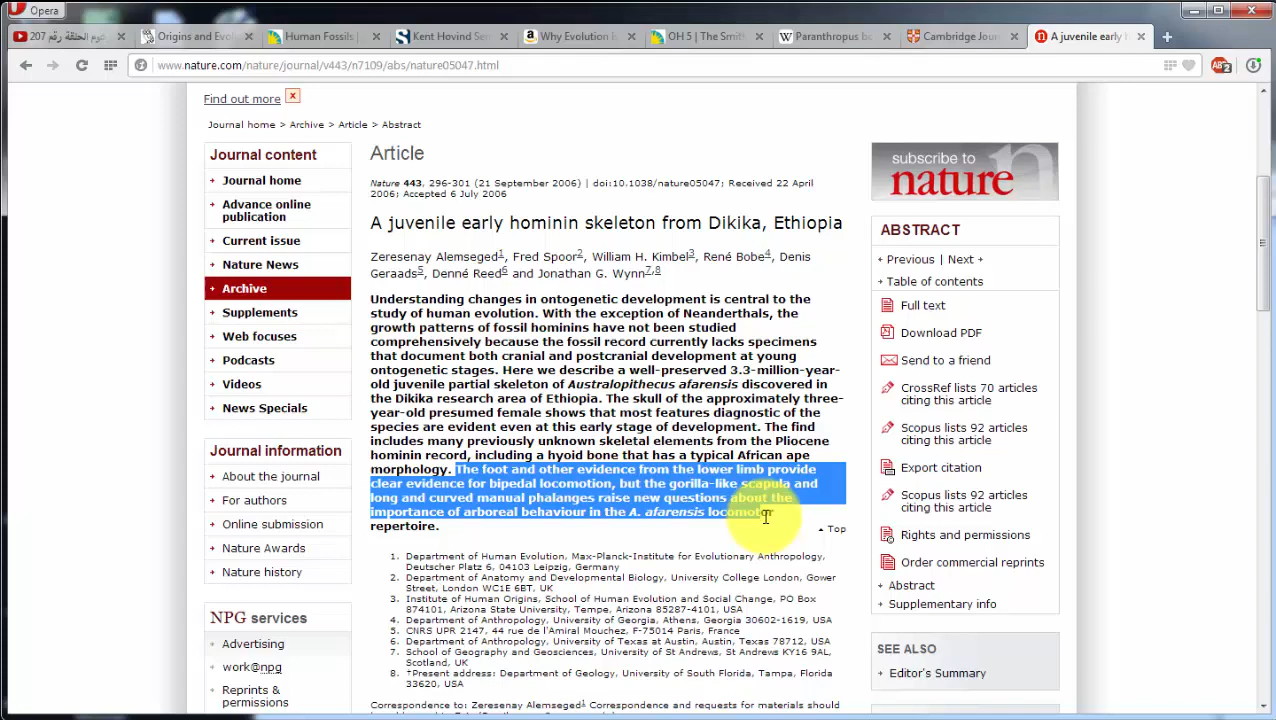 Opera
207 وم الحلقة رقم
Origins and Evol
Human Fossils |
Kent Hovind Ser
Why Evolution is
OH 5 | The Smith
Paranthropus bo
Cambridge Jour
A juvenile early h
www.nature.com/nature/journal/v443/n7109/abs/nature05047.html
Find out more x
Journal home > Archive > Article > Abstract
Journal content
Journal home
Advance online
publication
Current issue
Nature News
Archive
Supplements
Web focuses
Podcasts
Videos
News Specials
Journal information
About the journal
For authors
Online submission
Nature Awards
Nature history
NPG services
Advertising
work@npg
Reprints &
permissions
Article
Nature 443, 296-301 (21 September 2006) | doi:10.1038/nature05047; Received 22 April
2006; Accepted 6 July 2006
A juvenile early hominin skeleton from Dikika, Ethiopia
Zeresenay Alemseged1, Fred Spoor2, William H. Kimbel3, René Bobe4, Denis
Geraads5, Denné Reed6 and Jonathan G. Wynn7,8
Understanding changes in ontogenetic development is central to the
study of human evolution. With the exception of Neanderthals, the
growth patterns of fossil hominins have not been studied
comprehensively because the fossil record currently lacks specimens
that document both cranial and postcranial development at young
ontogenetic stages. Here we describe a well-preserved 3.3-million-year-
old juvenile partial skeleton of Australopithecus afarensis discovered in
the Dikika research area of Ethiopia. The skull of the approximately three-
year-old presumed female shows that most features diagnostic of the
species are evident even at this early stage of development. The find
includes many previously unknown skeletal elements from the Pliocene
hominin record, including a hyoid bone that has a typical African ape
morphology. The foot and other evidence from the lower limb provide
clear evidence for bipedal locomotion, but the gorilla-like scapula and
long and curved manual phalanges raise new questions about the
importance of arboreal behaviour in the A. afarensis locomotor
repertoire.
Top
1. Department of Human Evolution, Max-Planck-Institute for Evolutionary Anthropology,
Deutscher Platz 6, 04103 Leipzig, Germany
2. Department of Anatomy and Developmental Biology, University College London, Gower
Street, London WC1E 6BT, UK
3. Institute of Human Origins, School of Human Evolution and Social Change, PO Box
874101, Arizona State University, Tempe, Arizona 85287-4101, USA
4. Department of Anthropology, University of Georgia, Athens, Georgia 30602-1619, USA
5. CNRS UPR 2147, 44 rue de l'Amiral Mouchez, F-75014 Paris, France
6. Department of Anthropology, University of Texas at Austin, Austin, Texas 78712, USA
7. School of Geography and Geosciences, University of St Andrews, St Andrews KY16 9AL,
Scotland, UK
8. †Present address: Department of Geology, University of South Florida, Tampa, Florida
33620, USA
Correspondence to: Zeresenay Alemseged1 Correspondence and requests for materials should
subscribe to
nature
ABSTRACT
Previous | Next
Table of contents
Full text
Download PDF
Send to a friend
CrossRef lists 70 articles
citing this article
Scopus lists 92 articles
citing this article
Export citation
Scopus lists 92 articles
citing this article
Rights and permissions
Order commercial reprints
Abstract
Supplementary info
SEE ALSO
Editor's Summary